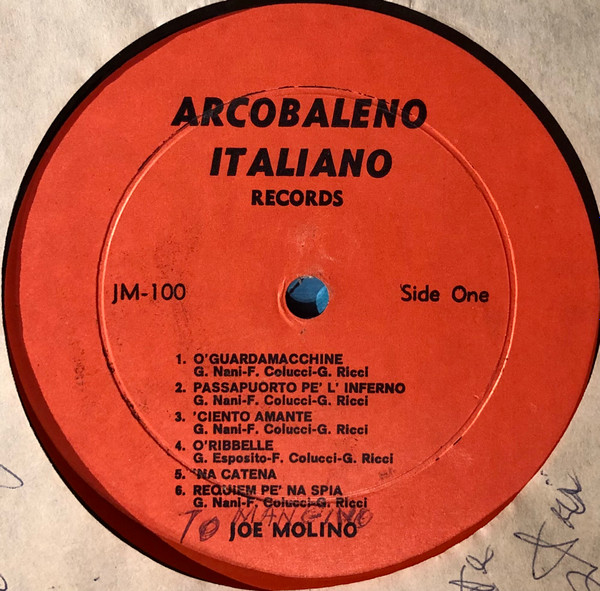 ARCOBALENO
ITALIANO
RECORDS
JM-100
Side One
1. O'GUARDAMACCHINE
G. Nani-F. Colucci-G. Ricci
2. PASSAPUORTO PE' L' INFERNO
G. Nani-F. Colucci-G. Ricci
3. 'CIENTO AMANTE
G. Nani-F. Colucci-G. Ricci
4. O'RIBBELLE
G. Esposito-F. Colucci-G. Ricci
5. 'NA CATENA
6. REQUIEM PE' NA SPIA
G. Nani-F. Colucci-G. Ricci
TO MANCINO
JOE MOLINO